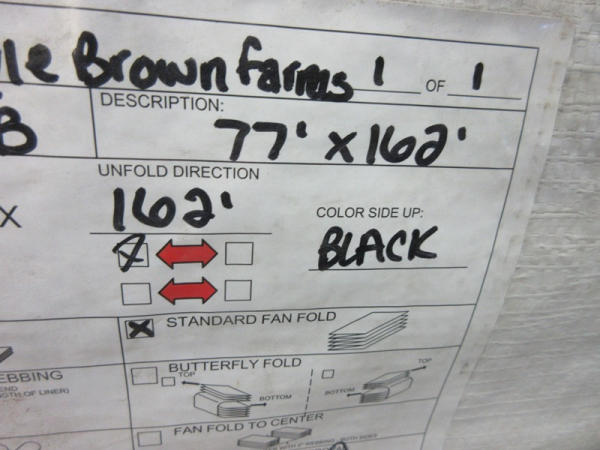 Brown Farms 1 OF 1
B DESCRIPTION:
77' x 162'
UNFOLD DIRECTION
X 162' COLOR SIDE UP:
BLACK
X
X STANDARD FAN FOLD
EBBING BUTTERFLY FOLD
TOP TOP
BOTTOM BOTTOM
FAN FOLD TO CENTER